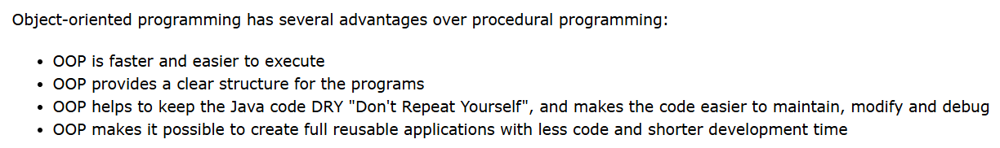 Object-oriented programming has several advantages over procedural programming:
• OOP is faster and easier to execute
• OOP provides a clear structure for the programs
• OOP helps to keep the Java code DRY "Don't Repeat Yourself", and makes the code easier to maintain, modify and debug
• OOP makes it possible to create full reusable applications with less code and shorter development time